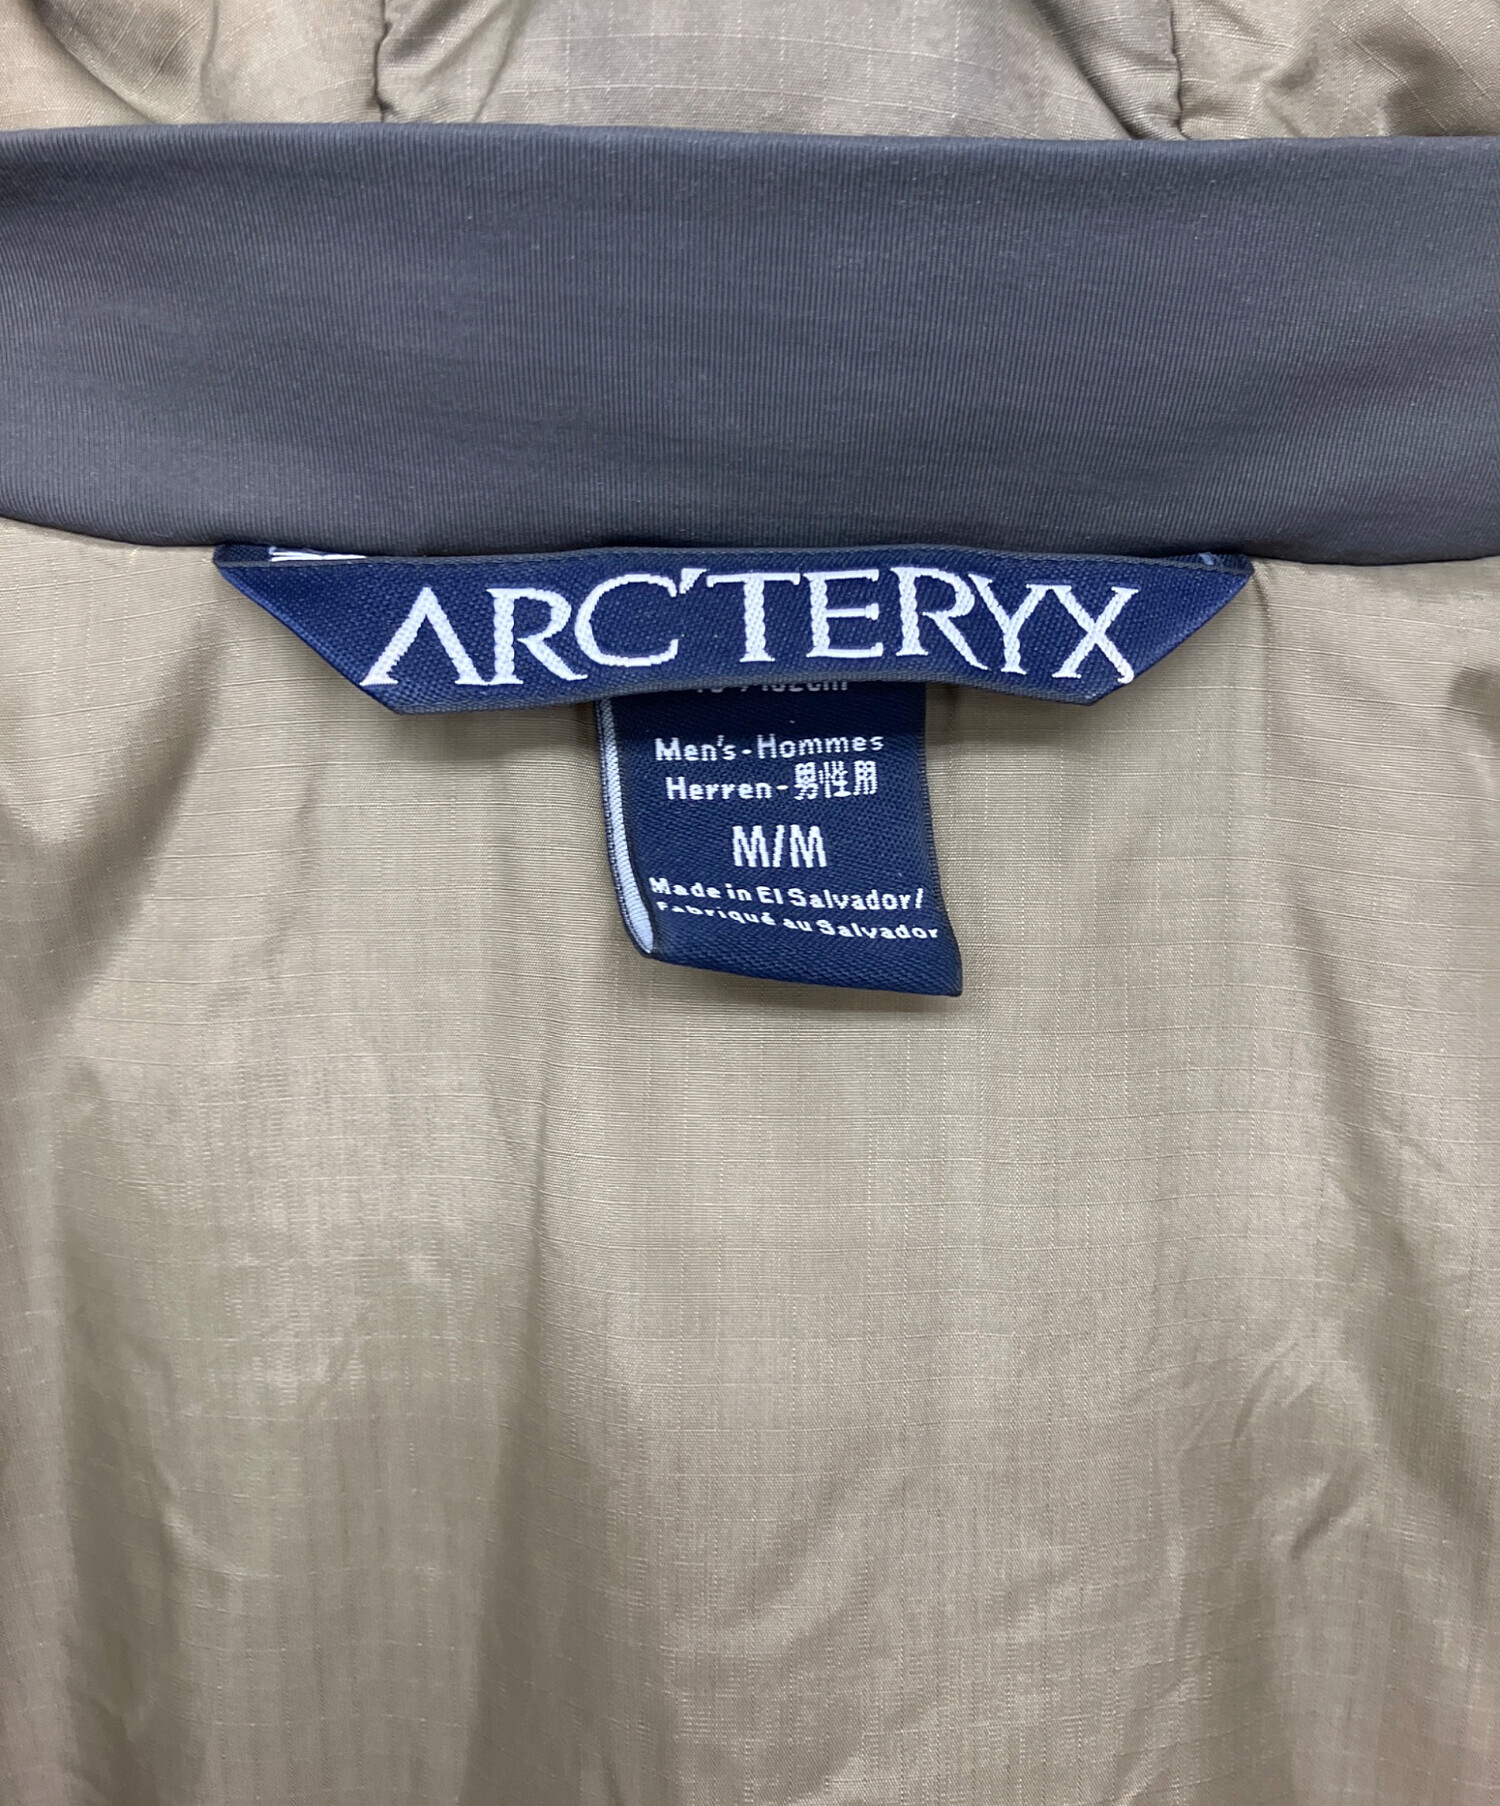 ARC'TERYX
Men's-Hommes
Herren-男性用
M/M
Made in El Salvador/
Fabriqué au Salvador